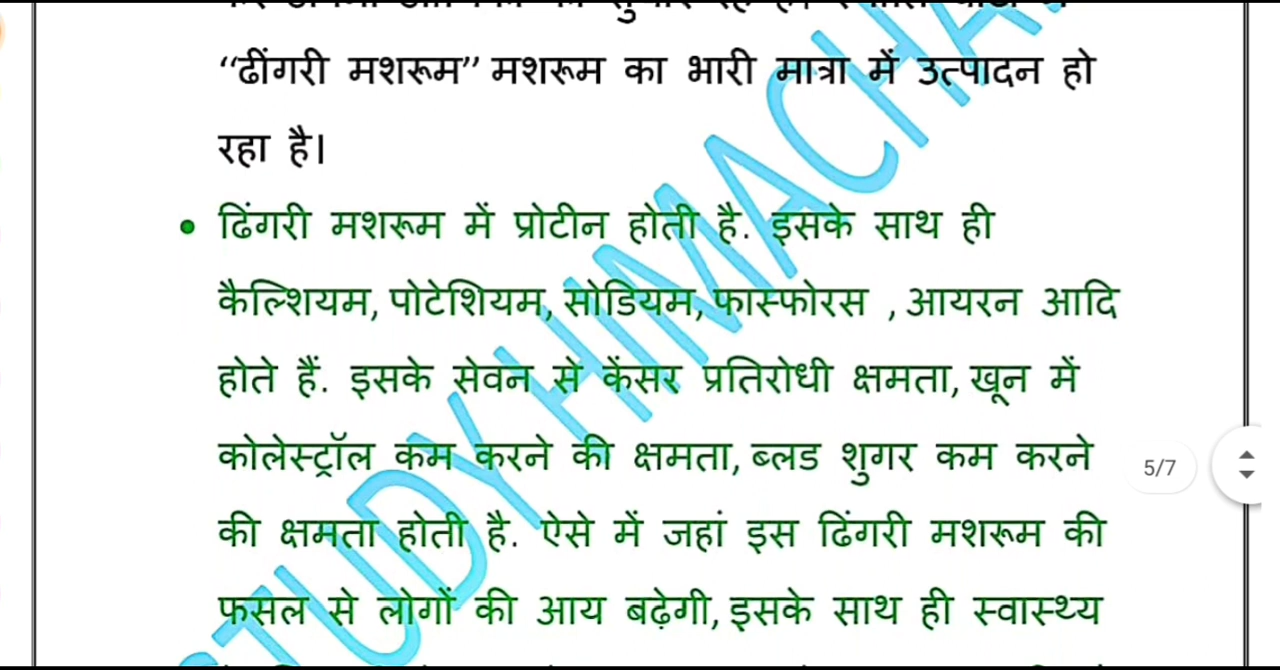 “ढींगरी मशरूम” मशरूम का भारी मात्रा में उत्पादन हो
रहा है।
• ढिंगरी मशरूम में प्रोटीन होती है. इसके साथ ही
कैल्शियम, पोटेशियम, सोडियम, फास्फोरस , आयरन आदि
होते हैं. इसके सेवन से केंसर प्रतिरोधी क्षमता, खून में
कोलेस्ट्रॉल कम करने की क्षमता, ब्लड शुगर कम करने
की क्षमता होती है. ऐसे में जहां इस ढिंगरी मशरूम की
फसल से लोगों की आय बढ़ेगी, इसके साथ ही स्वास्थ्य
5/7
STUDY HIMACHA